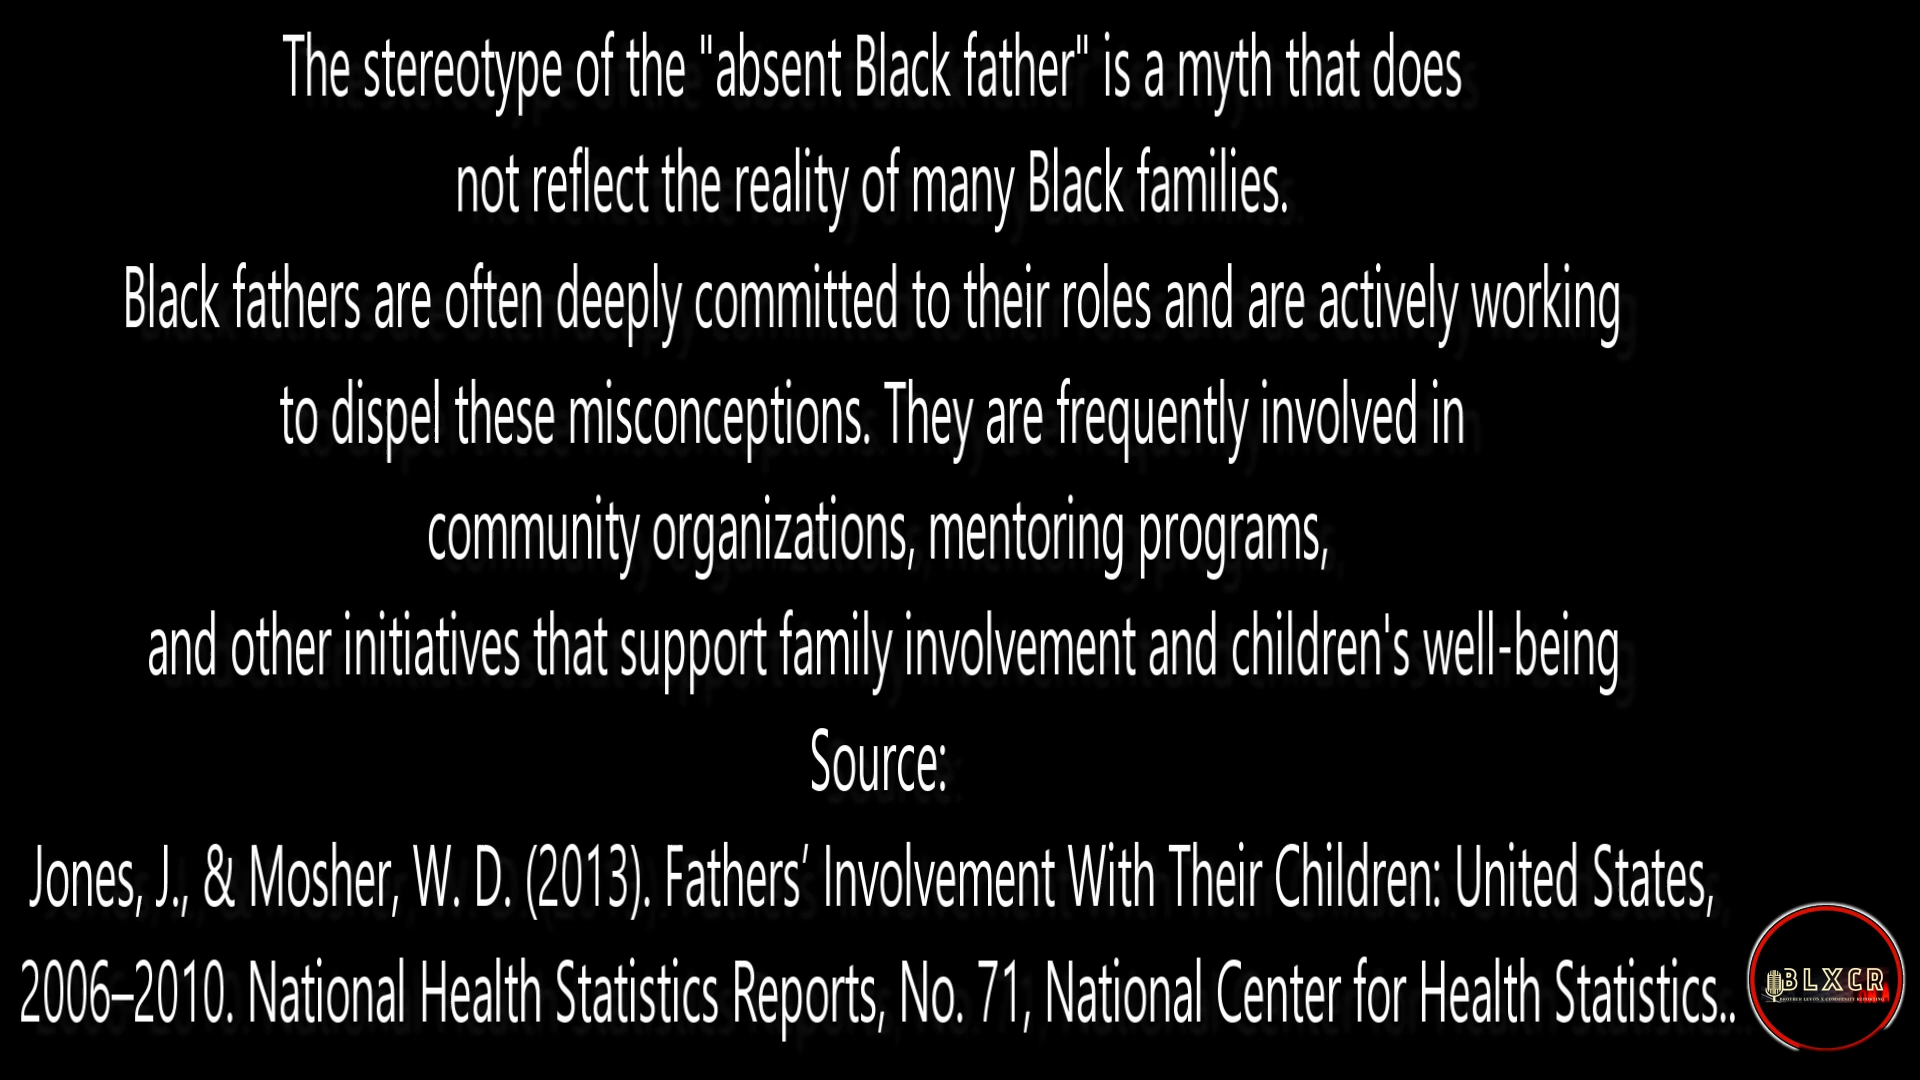 The stereotype of the "absent Black father" is a myth that does
not reflect the reality of many Black families.
Black fathers are often deeply committed to their roles and are actively working
to dispel these misconceptions. They are frequently involved in
community organizations, mentoring programs,
and other initiatives that support family involvement and children's well-being
Source:
Jones, J., & Mosher, W. D. (2013). Fathers’ Involvement With Their Children: United States,
2006–2010. National Health Statistics Reports, No. 71, National Center for Health Statistics..
BLXCR